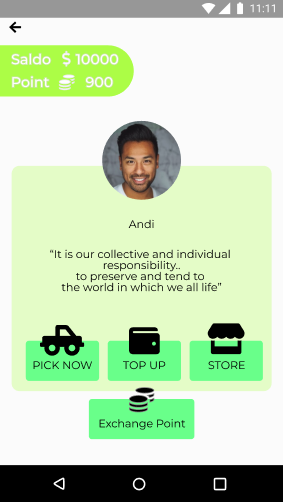 11:11
Saldo $ 10000
Point 900
Andi
“It is our collective and individual
responsibility..
to preserve and tend to
the world in which we all life”
PICK NOW TOP UP STORE
Exchange Point